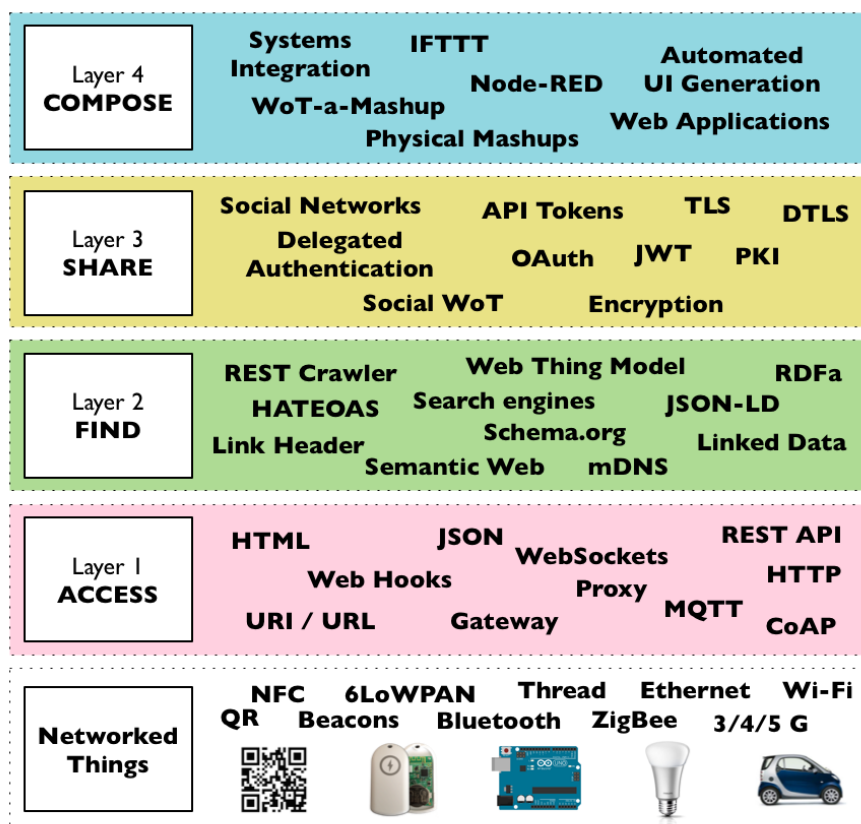 Layer 4
COMPOSE
Systems
Integration
IFTTT
Node-RED
Automated
UI Generation
WoT-a-Mashup
Physical Mashups
Web Applications
Layer 3
SHARE
Social Networks
API Tokens
TLS
DTLS
Delegated
Authentication
OAuth
JWT
PKI
Social WoT
Encryption
Layer 2
FIND
REST Crawler
Web Thing Model
RDFa
HATEOAS
Search engines
JSON-LD
Link Header
Schema.org
Linked Data
Semantic Web
mDNS
Layer 1
ACCESS
HTML
JSON
WebSockets
REST API
Web Hooks
Proxy
HTTP
URI / URL
Gateway
MQTT
CoAP
Networked
Things
NFC
6LoWPAN
Thread
Ethernet
Wi-Fi
QR
Beacons
Bluetooth
ZigBee
3/4/5 G
UNO